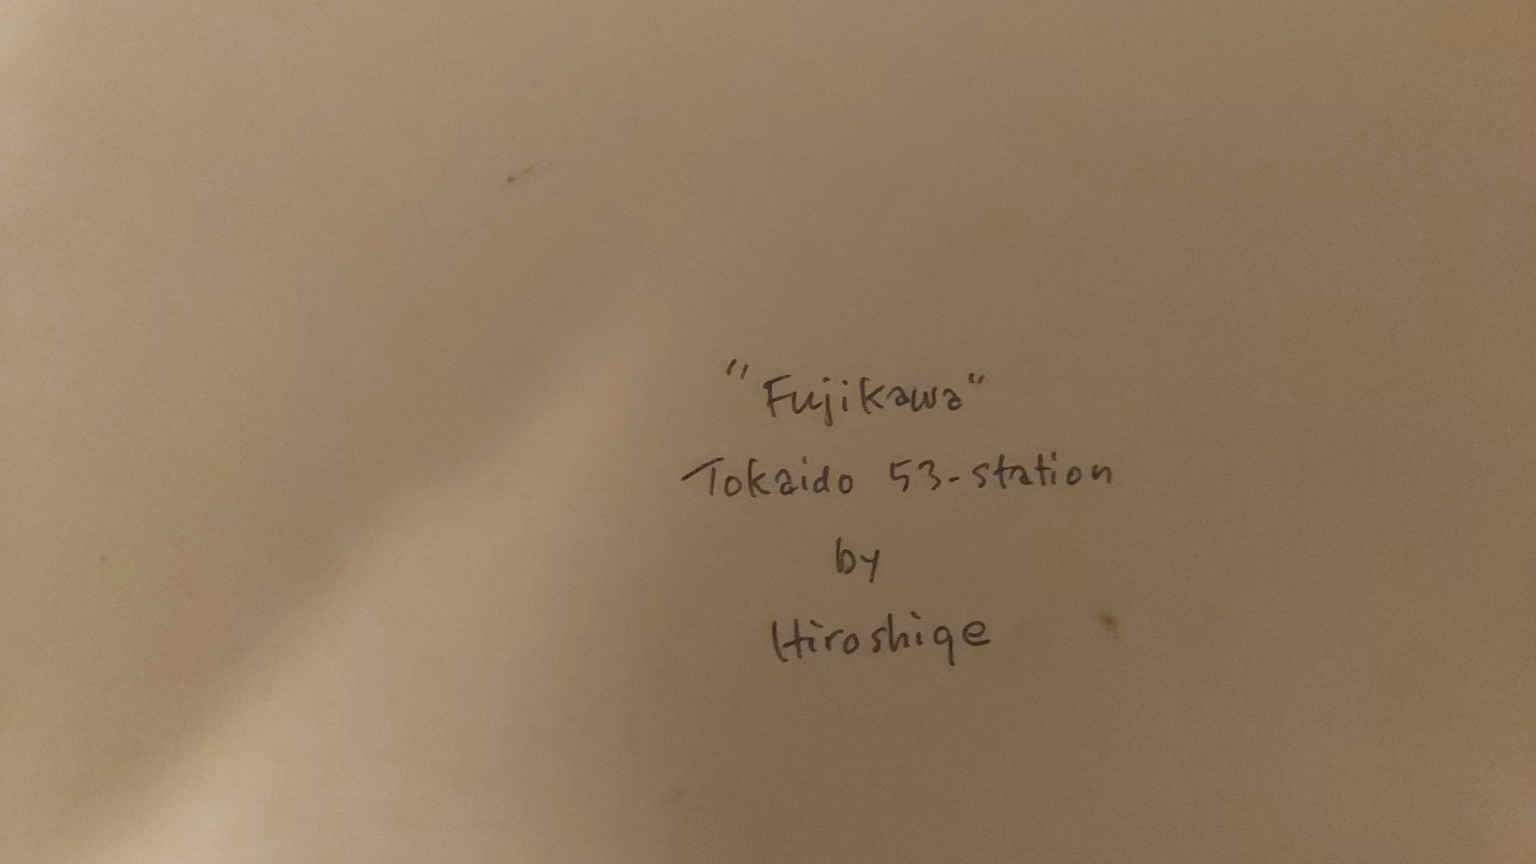 "Fujikawa"
Tokaido 53-station
by
Hiroshige